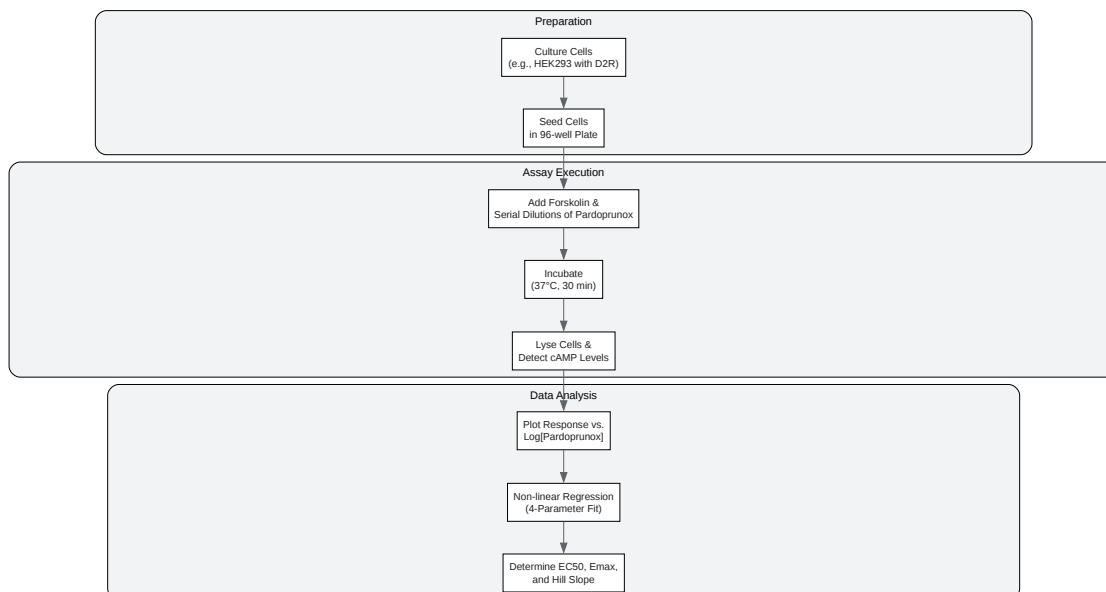 Preparation
Culture Cells
(e.g., HEK293 with D2R)
Seed Cells
in 96-well Plate
Assay Execution
Add Forskolin &
Serial Dilutions of Pardoprunox
Incubate
(37°C, 30 min)
Lyse Cells &
Detect cAMP Levels
Data Analysis
Plot Response vs.
Log[Pardoprunox]
Non-linear Regression
(4-Parameter Fit)
Determine EC50, Emax,
and Hill Slope